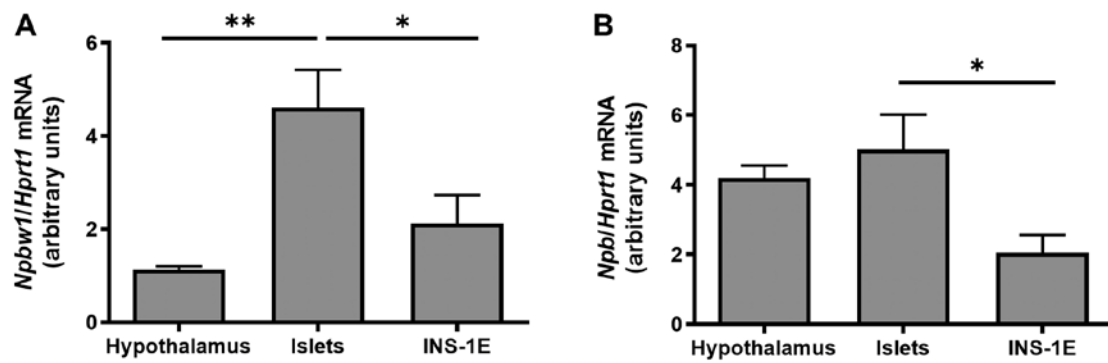 A
Npbw1/Hprt1 mRNA
(arbitrary units)
6
4
2
0
**
*
Hypothalamus
Islets
INS-1E
B
Npb/Hprt1 mRNA
(arbitrary units)
8
6
4
2
0
*
Hypothalamus
Islets
INS-1E